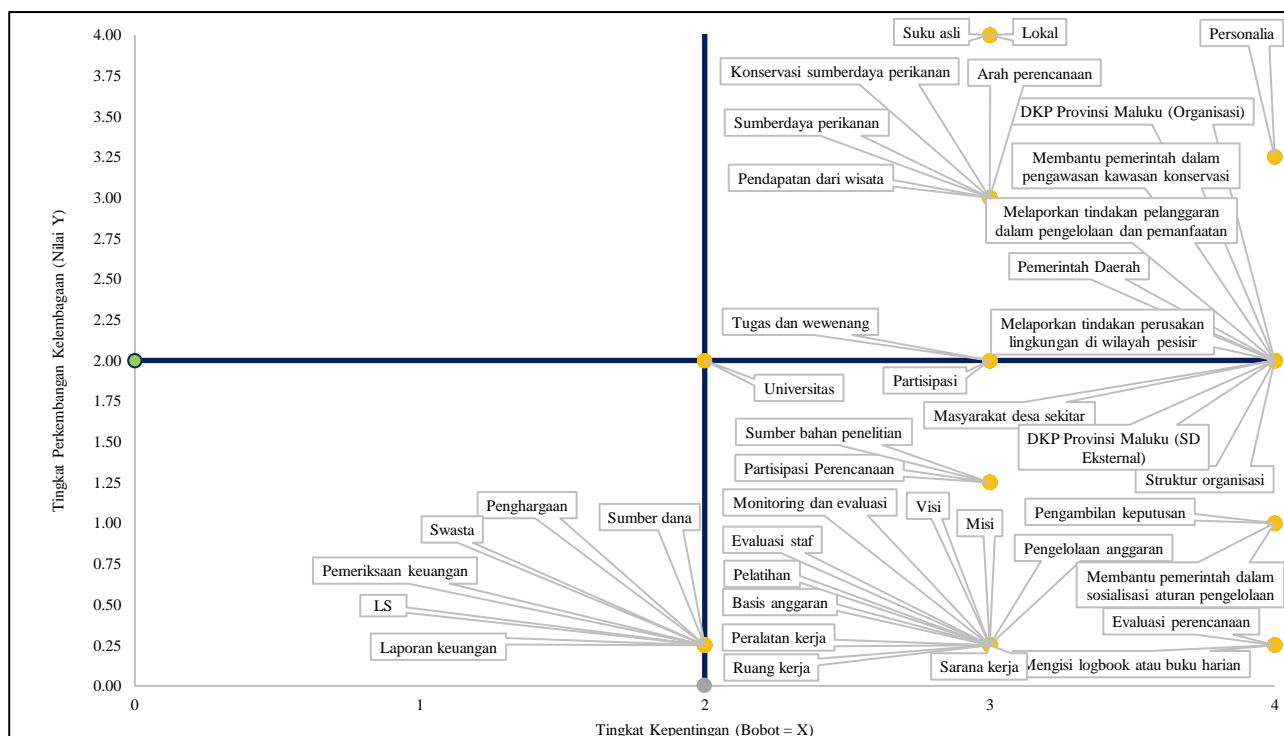 4.00
3.75
3.50
3.25
3.00
2.75
2.50
2.25
2.00
1.75
1.50
1.25
1.00
0.75
0.50
0.25
0.00
Tingkat Perkembangan Kelembagaan (Nilai Y)
Suku asli
Lokal
Personalia
Konservasi sumberdaya perikanan
Arah perencanaan
DKP Provinsi Maluku (Organisasi)
Sumberdaya perikanan
Membantu pemerintah dalam
pengawasan kawasan konservasi
Pendapatan dari wisata
Melaporkan tindakan pelanggaran
dalam pengelolaan dan pemanfaatan
Pemerintah Daerah
Tugas dan wewenang
Melaporkan tindakan perusakan
lingkungan di wilayah pesisir
Universitas
Partisipasi
Masyarakat desa sekitar
Sumber bahan penelitian
DKP Provinsi Maluku (SD
Eksternal)
Partisipasi Perencanaan
Struktur organisasi
Penghargaan
Sumber dana
Monitoring dan evaluasi
Visi
Misi
Pengambilan keputusan
Swasta
Evaluasi staf
Pengelolaan anggaran
Pemeriksaan keuangan
Pelatihan
Membantu pemerintah dalam
sosialisasi aturan pengelolaan
LS
Basis anggaran
Evaluasi perencanaan
Laporan keuangan
Peralatan kerja
Ruang kerja
Sarana kerja
Mengisi logbook atau buku harian
0
1
2
3
4
Tingkat Kepentingan (Bobot = X)